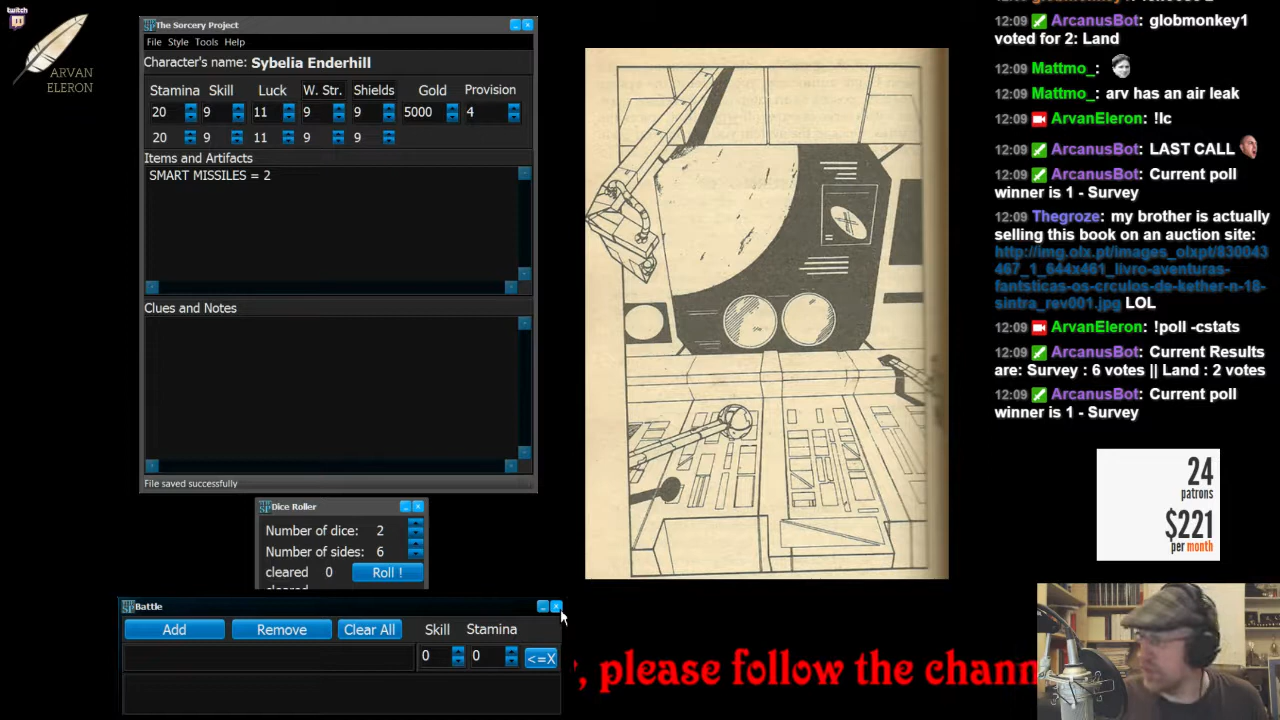 twitch
ARVAN
ELERON
The Sorcery Project
File Style Tools Help
Character's name: Sybelia Enderhill
Stamina Skill Luck W. Str. Shields Gold Provision
20 9 11 9 9 5000 4
20 9 11 9 9
Items and Artifacts
SMART MISSILES = 2
Clues and Notes
File saved successfully
Dice Roller
Number of dice: 2
Number of sides: 6
cleared 0 Roll !
Battle
Add Remove Clear All Skill Stamina
0 0 <=X
, please follow the chann
12:09 ArcanusBot: globmonkey1
voted for 2: Land
12:09 Mattmo_:
12:09 Mattmo_: arv has an air leak
12:09 ArvanEleron: !lc
12:09 ArcanusBot: LAST CALL
12:09 ArcanusBot: Current poll
winner is 1 - Survey
12:09 Thegroze: my brother is actually
selling this book on an auction site:
http://img.olx.pt/images_olxpt/830043
467_1_644x461_livro-aventuras-
fantsticas-os-crculos-de-kether-n-18-
sintra_rev001.jpg LOL
12:09 ArvanEleron: !poll -cstats
12:09 ArcanusBot: Current Results
are: Survey : 6 votes || Land : 2 votes
12:09 ArcanusBot: Current poll
winner is 1 - Survey
24
patrons
$221
per month